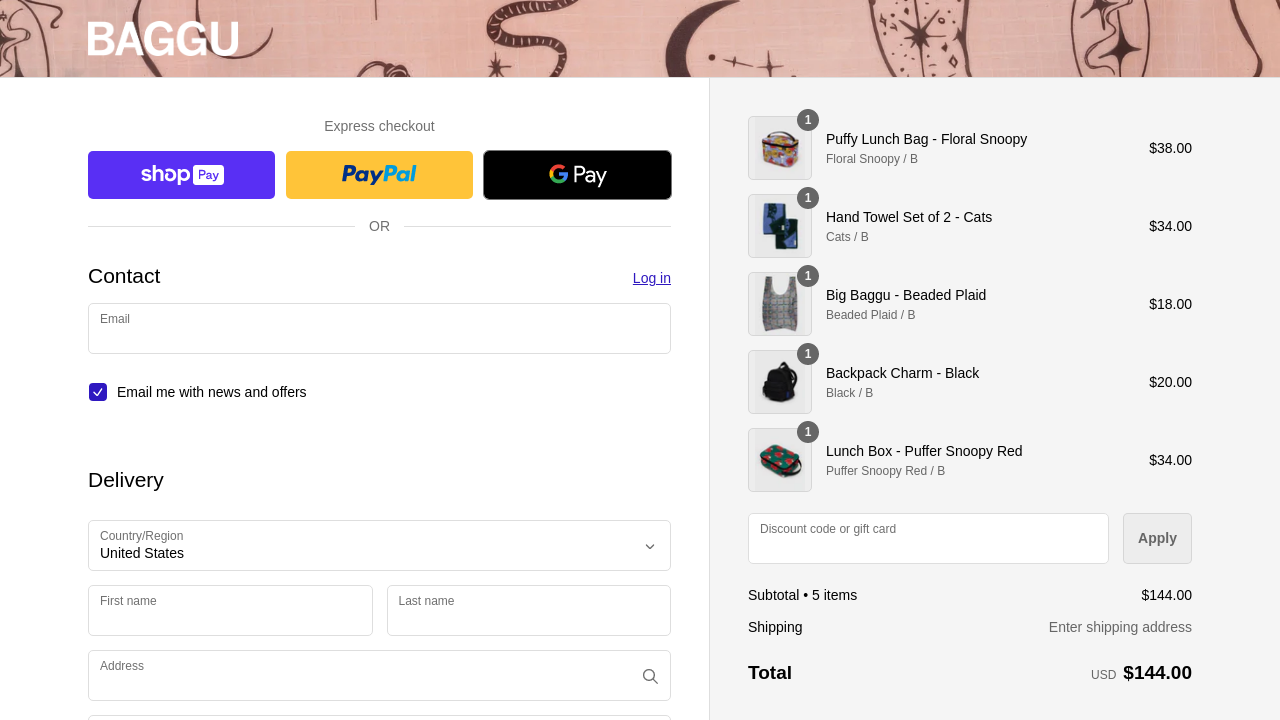 BAGGU
Express checkout
shop Pay
PayPal
G Pay
OR
Contact
Log in
Email
Email me with news and offers
Delivery
Country/Region
United States
First name
Last name
Address
1
Puffy Lunch Bag - Floral Snoopy
Floral Snoopy / B
$38.00
1
Hand Towel Set of 2 - Cats
Cats / B
$34.00
1
Big Baggu - Beaded Plaid
Beaded Plaid / B
$18.00
1
Backpack Charm - Black
Black / B
$20.00
1
Lunch Box - Puffer Snoopy Red
Puffer Snoopy Red / B
$34.00
Discount code or gift card
Apply
Subtotal • 5 items
$144.00
Shipping
Enter shipping address
Total
USD $144.00